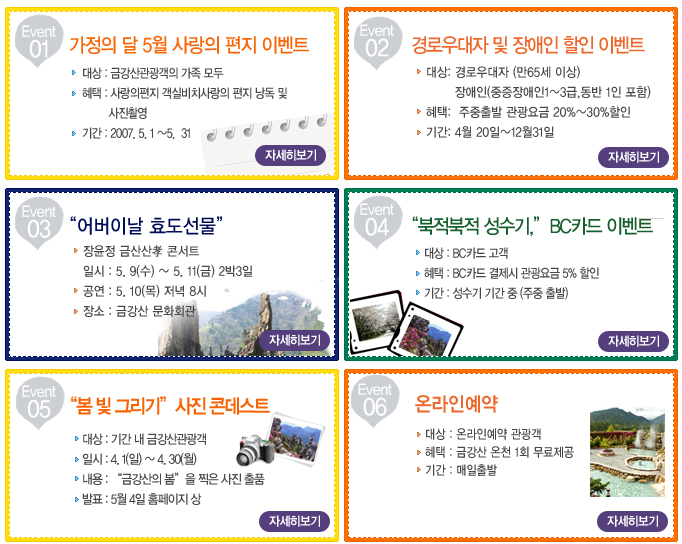 Event
01
가정의 달 5월 사랑의 편지 이벤트
대상 : 금강산관광객의 가족 모두
혜택 : 사랑의편지 객실비치사랑의 편지 낭독 및
사진촬영
기간 : 2007. 5. 1 ~5. 31
자세히보기
Event
02
경로우대자 및 장애인 할인 이벤트
대상: 경로우대자 (만65세 이상)
장애인(중증장애인1~3급,동반 1인 포함)
혜택: 주중출발 관광요금 20%~30%할인
기간: 4월 20일~12월31일
자세히보기
Event
03
“어버이날 효도선물”
장윤정 금산산孝 콘서트
일시 : 5. 9(수) ~ 5. 11(금) 2박3일
공연 : 5. 10(목) 저녁 8시
장소 : 금강산 문화회관
자세히보기
Event
04
“북적북적 성수기,” BC카드 이벤트
대상 : BC카드 고객
혜택 : BC카드 결제시 관광요금 5% 할인
기간 : 성수기 기간 중 (주중 출발)
자세히보기
Event
05
“봄 빛 그리기” 사진 콘데스트
대상 : 기간 내 금강산관광객
일시 : 4. 1(일) ~ 4. 30(월)
내용 : “금강산의 봄”을 찍은 사진 출품
발표 : 5월 4일 홈페이지 상
자세히보기
Event
06
온라인예약
대상 : 온라인예약 관광객
혜택 : 금강산 온천 1회 무료제공
기간 : 매일출발
자세히보기